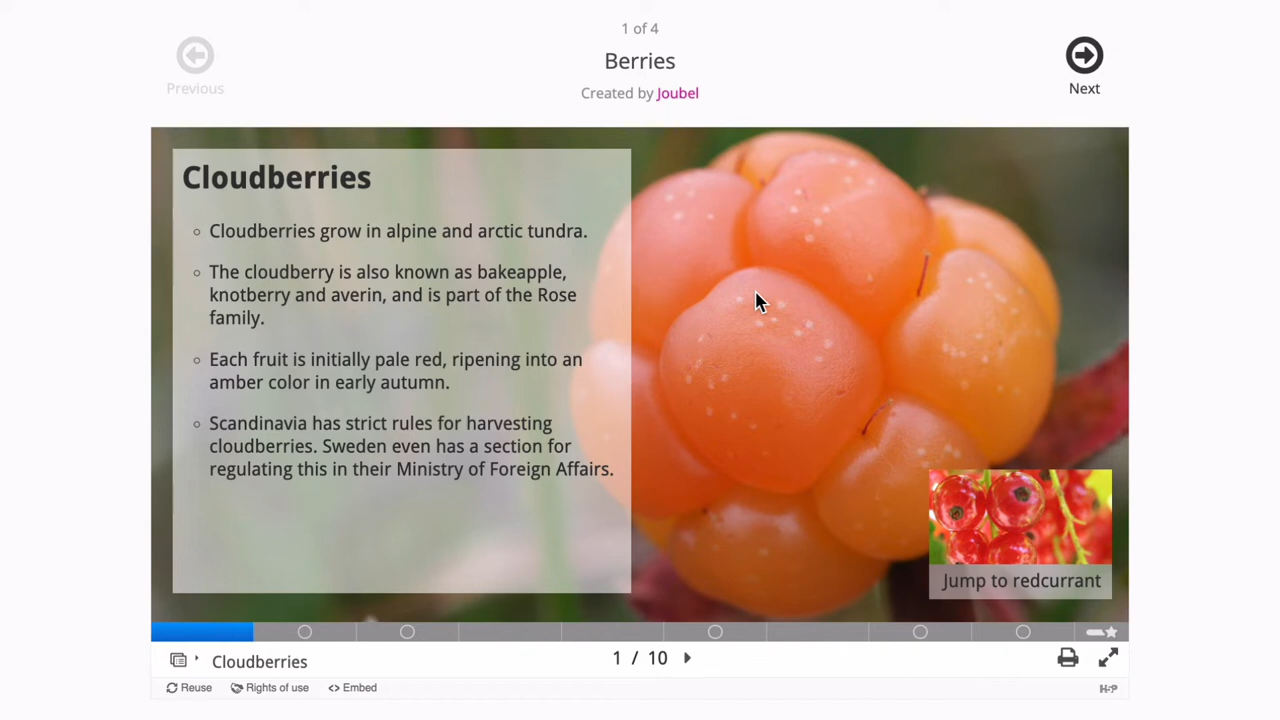 1 of 4
Previous
Berries
Next
Created by Joubel
Cloudberries
Cloudberries grow in alpine and arctic tundra.
The cloudberry is also known as bakeapple,
knotberry and averin, and is part of the Rose
family.
Each fruit is initially pale red, ripening into an
amber color in early autumn.
Scandinavia has strict rules for harvesting
cloudberries. Sweden even has a section for
regulating this in their Ministry of Foreign Affairs.
Jump to redcurrant
Cloudberries
1 / 10
Reuse
Rights of use
<> Embed
H-P